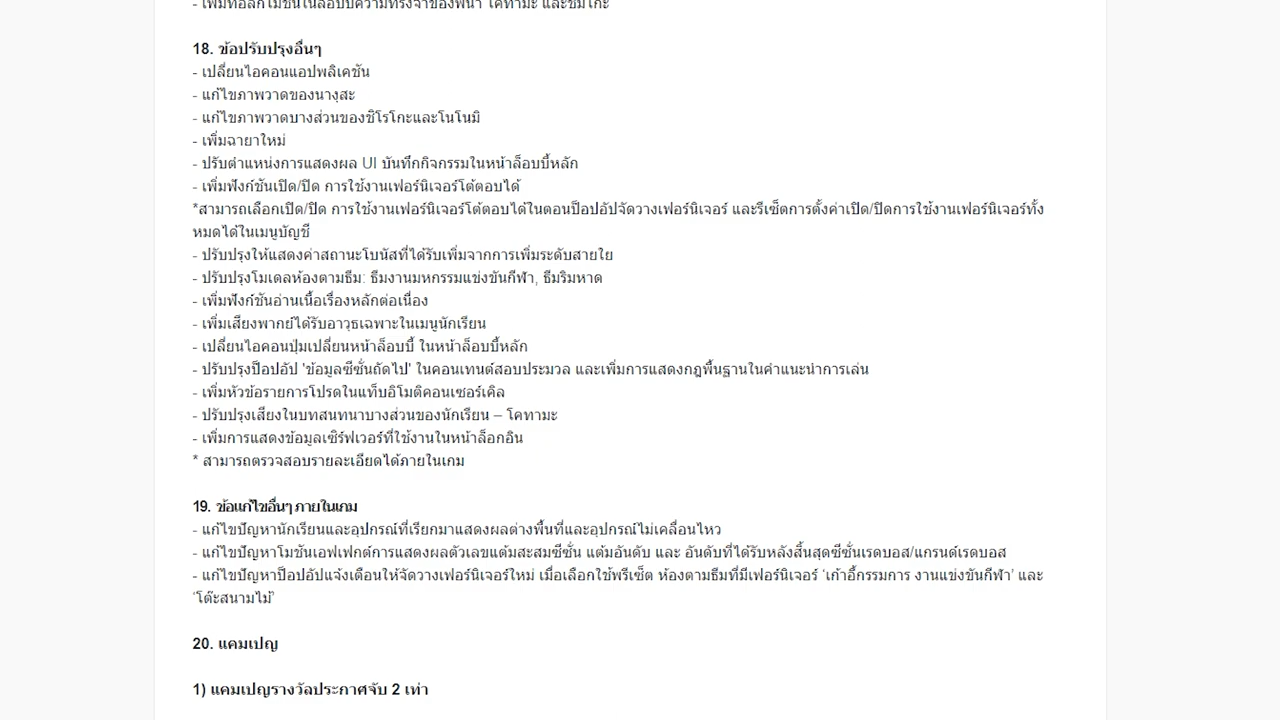 - เพิ่มทอล์กโมชันในล็อบบี้ความทรงจำของฟีน่า โคทามะ และชิมิโกะ
18. ข้อปรับปรุงอื่นๆ
- เปลี่ยนไอคอนแอปพลิเคชัน
- แก้ไขภาพวาดของนางุสะ
- แก้ไขภาพวาดบางส่วนของชิโรโกะและโนโนมิ
- เพิ่มฉายาใหม่
- ปรับตำแหน่งการแสดงผล UI บันทึกกิจกรรมในหน้าล็อบบี้หลัก
- เพิ่มฟังก์ชันเปิด/ปิด การใช้งานเฟอร์นิเจอร์โต้ตอบได้
*สามารถเลือกเปิด/ปิด การใช้งานเฟอร์นิเจอร์โต้ตอบได้ในตอนป็อปอัปจัดวางเฟอร์นิเจอร์ และรีเซ็ตการตั้งค่าเปิด/ปิดการใช้งานเฟอร์นิเจอร์ทั้ง
หมดได้ในเมนูบัญชี
- ปรับปรุงให้แสดงค่าสถานะโบนัสที่ได้รับเพิ่มจากการเพิ่มระดับสายใย
- ปรับปรุงโมเดลห้องตามธีม: ธีมงานมหกรรมแข่งขันกีฬา, ธีมริมหาด
- เพิ่มฟังก์ชันอ่านเนื้อเรื่องหลักต่อเนื่อง
- เพิ่มเสียงพากย์ได้รับอาวุธเฉพาะในเมนูนักเรียน
- เปลี่ยนไอคอนปุ่มเปลี่ยนหน้าล็อบบี้ ในหน้าล็อบบี้หลัก
- ปรับปรุงป็อปอัป 'ข้อมูลซีซั่นถัดไป' ในคอนเทนต์สอบประมวล และเพิ่มการแสดงกฎพื้นฐานในคำแนะนำการเล่น
- เพิ่มหัวข้อรายการโปรดในแท็บอิโมติคอนเซอร์เคิล
- ปรับปรุงเสียงในบทสนทนาบางส่วนของนักเรียน – โคทามะ
- เพิ่มการแสดงข้อมูลเซิร์ฟเวอร์ที่ใช้งานในหน้าล็อกอิน
* สามารถตรวจสอบรายละเอียดได้ภายในเกม
19. ข้อแก้ไขอื่นๆ ภายในเกม
- แก้ไขปัญหานักเรียนและอุปกรณ์ที่เรียกมาแสดงผลต่างพื้นที่และอุปกรณ์ไม่เคลื่อนไหว
- แก้ไขปัญหาโมชันเอฟเฟกต์การแสดงผลตัวเลขแต้มสะสมซีซั่น แต้มอันดับ และ อันดับที่ได้รับหลังสิ้นสุดซีซั่นเรดบอส/แกรนด์เรดบอส
- แก้ไขปัญหาป็อปอัปแจ้งเตือนให้จัดวางเฟอร์นิเจอร์ใหม่ เมื่อเลือกใช้พรีเซ็ต ห้องตามธีมที่มีเฟอร์นิเจอร์ ‘เก้าอี้กรรมการ งานแข่งขันกีฬา’ และ
‘โต๊ะสนามไม้’
20. แคมเปญ
1) แคมเปญรางวัลประกาศจับ 2 เท่า